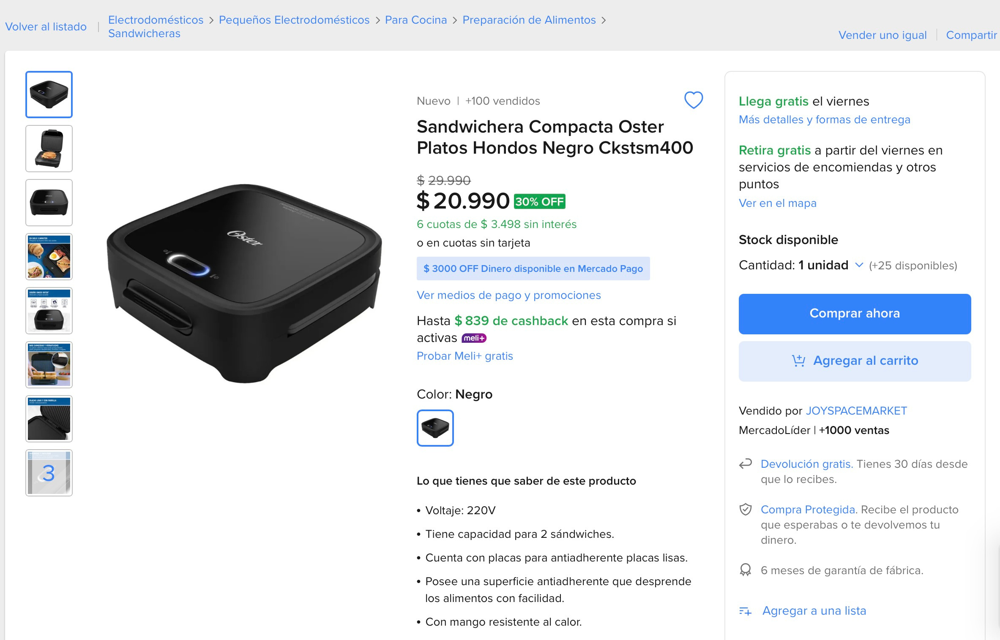 Volver al listado
Electrodomésticos > Pequeños Electrodomésticos > Para Cocina > Preparación de Alimentos >
Sandwicheras
Vender uno igual
Compartir
EN SOLO 3 MINUTOS
DISEÑO ÚNICO OSTER
MAS CAPACIDAD Y VERSATILIDAD
PLACAS LISAS Y CON PARRILLA
3
Oster
Nuevo | +100 vendidos
Sandwichera Compacta Oster
Platos Hondos Negro Ckstsm400
$ 29.990
$ 20.990 30% OFF
6 cuotas de $ 3.498 sin interés
o en cuotas sin tarjeta
$ 3000 OFF Dinero disponible en Mercado Pago
Ver medios de pago y promociones
Hasta $ 839 de cashback en esta compra si
activas meli+
Probar Meli+ gratis
Color: Negro
Lo que tienes que saber de este producto
• Voltaje: 220V
• Tiene capacidad para 2 sándwiches.
• Cuenta con placas para antiadherente placas lisas.
• Posee una superficie antiadherente que desprende
los alimentos con facilidad.
• Con mango resistente al calor.
Llega gratis el viernes
Más detalles y formas de entrega
Retira gratis a partir del viernes en
servicios de encomiendas y otros
puntos
Ver en el mapa
Stock disponible
Cantidad: 1 unidad (+25 disponibles)
Comprar ahora
Agregar al carrito
Vendido por JOYSPACEMARKET
MercadoLíder | +1000 ventas
Devolución gratis. Tienes 30 días desde
que lo recibes.
Compra Protegida. Recibe el producto
que esperabas o te devolvemos tu
dinero.
6 meses de garantía de fábrica.
Agregar a una lista